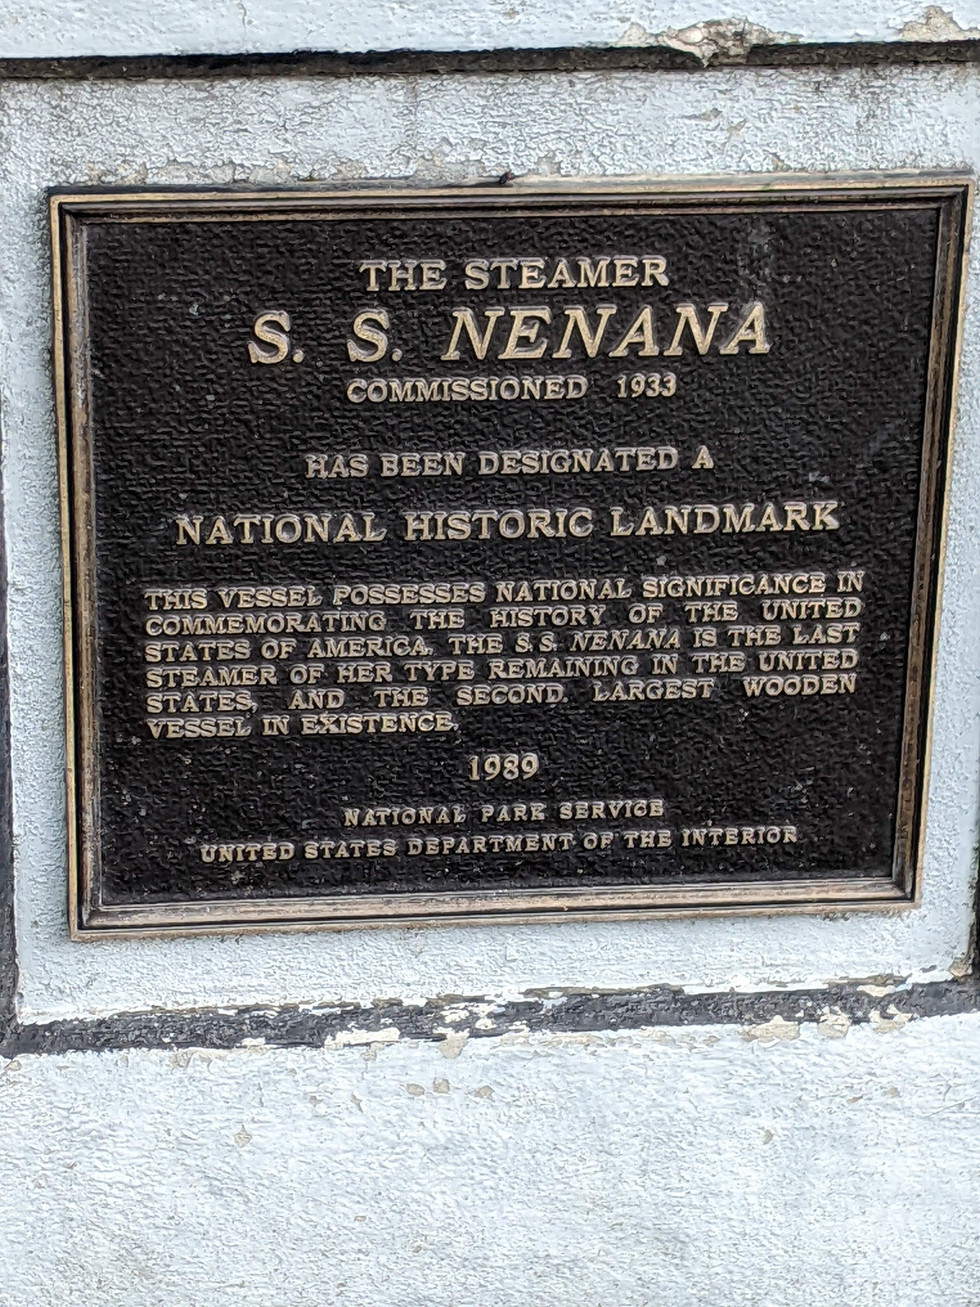 THE STEAMER
S. S. NENANA
COMMISSIONED 1933
HAS BEEN DESIGNATED A
NATIONAL HISTORIC LANDMARK
THIS VESSEL POSSESSES NATIONAL SIGNIFICANCE IN
COMMEMORATING THE HISTORY OF THE UNITED
STATES OF AMERICA. THE S.S. NENANA IS THE LAST
STEAMER OF HER TYPE REMAINING IN THE UNITED
STATES, AND THE SECOND LARGEST WOODEN
VESSEL IN EXISTENCE.
1989
NATIONAL PARK SERVICE
UNITED STATES DEPARTMENT OF THE INTERIOR